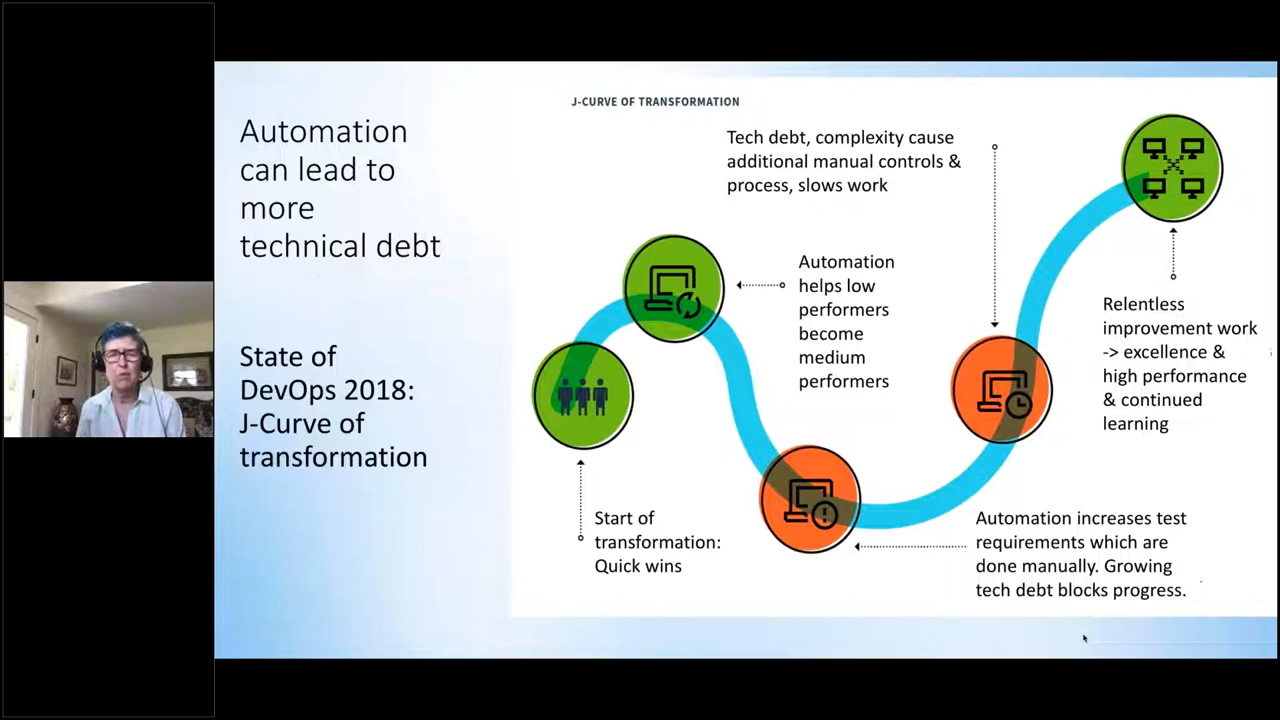 Automation
can lead to
more
technical debt
State of
DevOps 2018:
J-Curve of
transformation
J-CURVE OF TRANSFORMATION
Tech debt, complexity cause
additional manual controls &
process, slows work
Automation
helps low
performers
become
medium
performers
Relentless
improvement work
-> excellence &
high performance
& continued
learning
Start of
transformation:
Quick wins
Automation increases test
requirements which are
done manually. Growing
tech debt blocks progress.